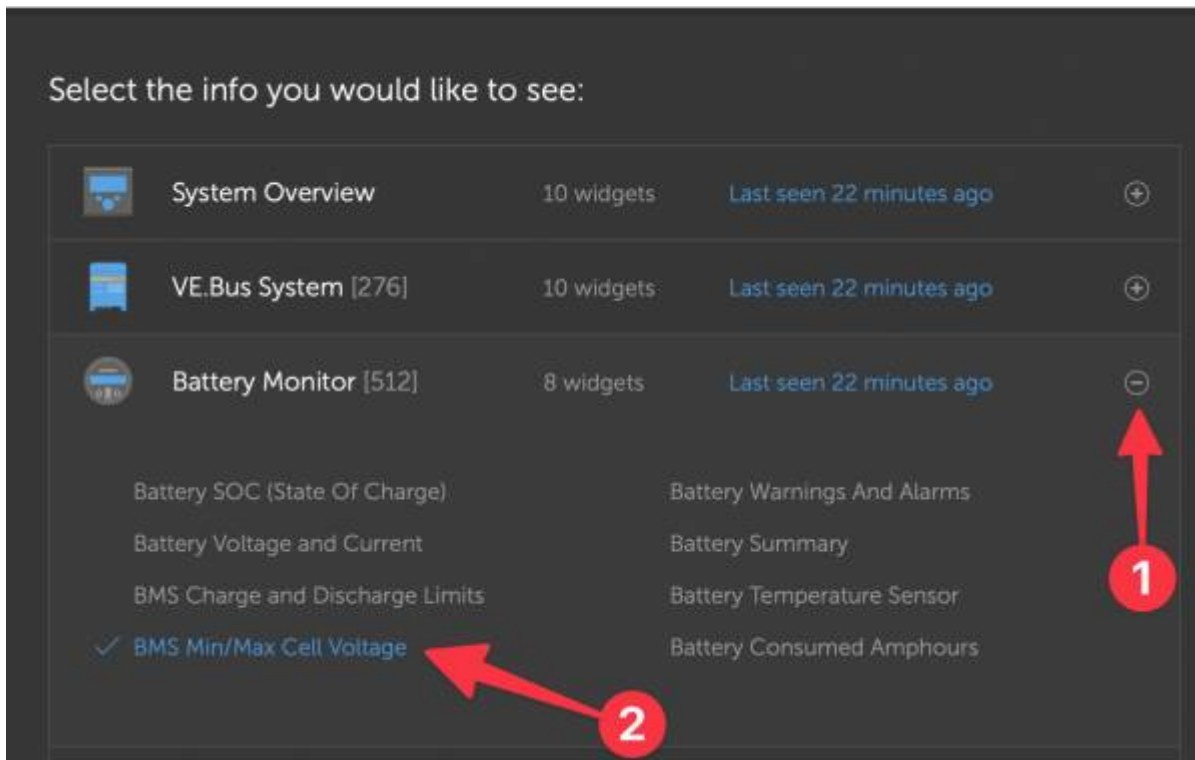 Select the info you would like to see:
System Overview 10 widgets Last seen 22 minutes ago
VE.Bus System [276] 10 widgets Last seen 22 minutes ago
Battery Monitor [512] 8 widgets Last seen 22 minutes ago
Battery SOC (State Of Charge) Battery Warnings And Alarms
Battery Voltage and Current Battery Summary
BMS Charge and Discharge Limits Battery Temperature Sensor
1
BMS Min/Max Cell Voltage Battery Consumed Amphours
2